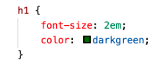 h1 {
    font-size: 2em;
    color: darkgreen;
}